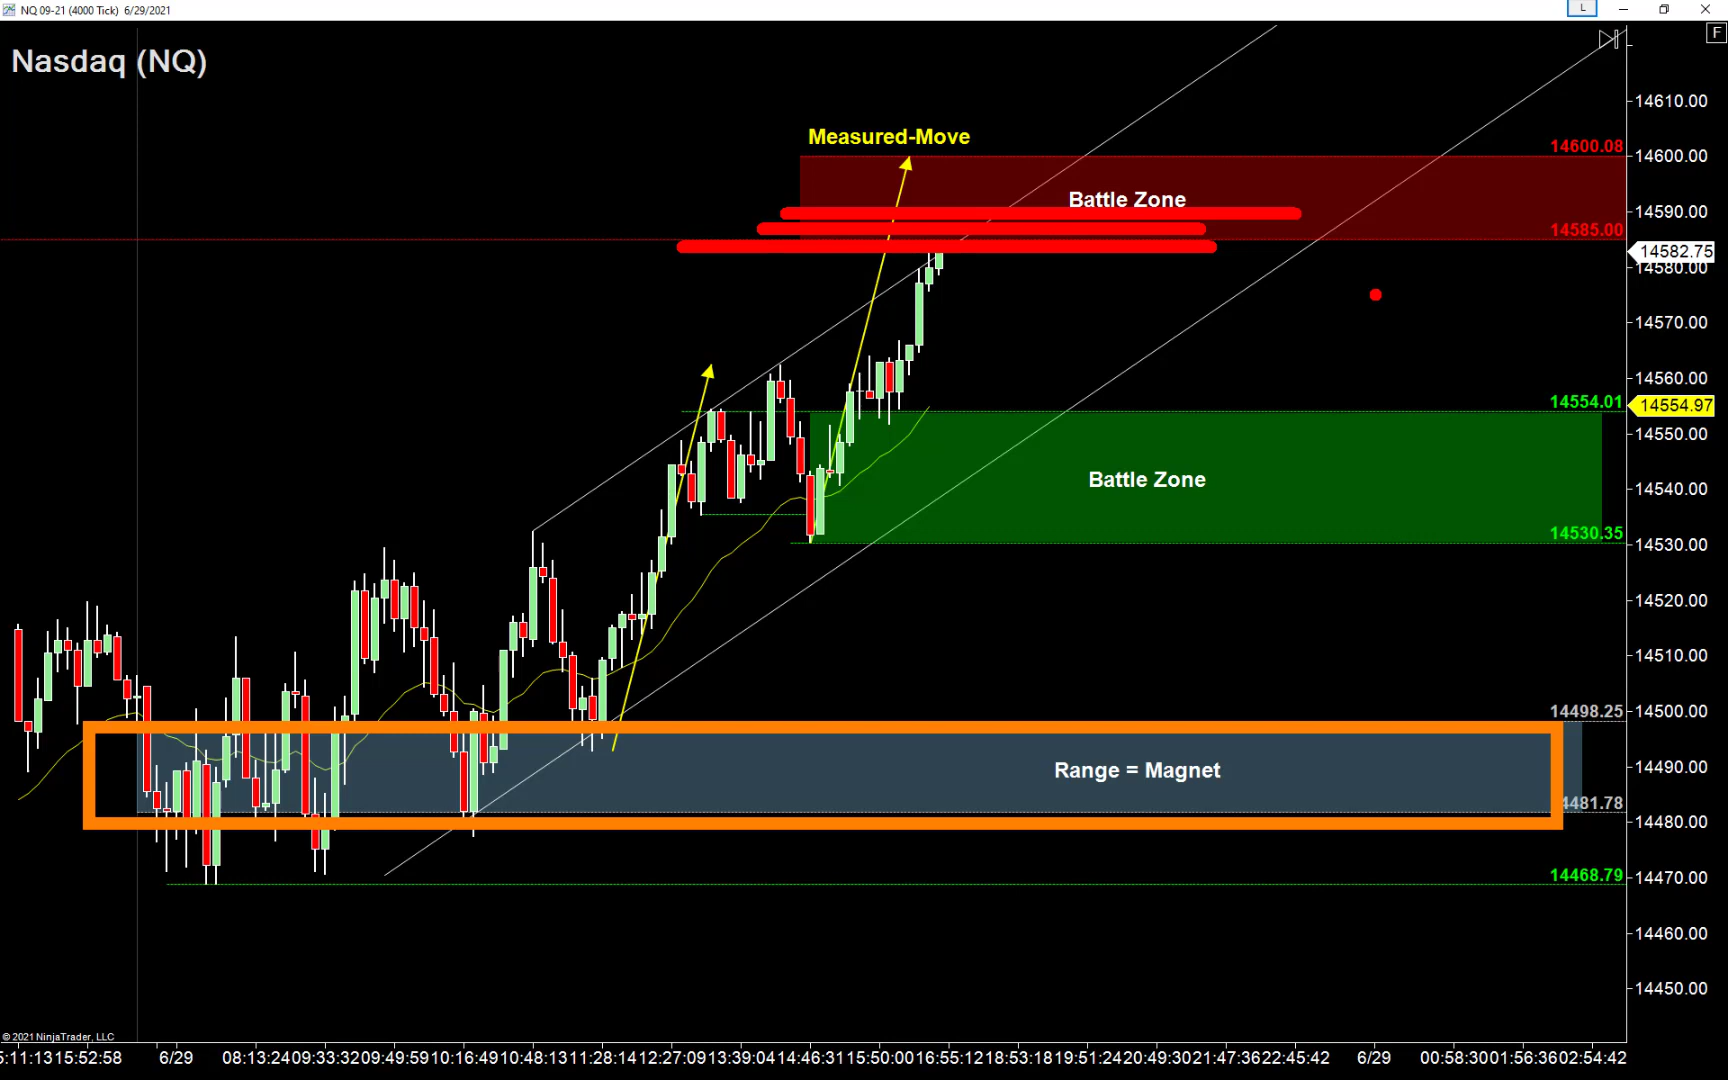 NQ 09-21 (4000 Tick) 6/29/2021
L
F
Nasdaq (NQ)
Measured-Move
14610.00
14600.08
14600.00
Battle Zone
14590.00
14585.00
14582.75
14580.00
14570.00
14560.00
14554.01
14554.97
14550.00
Battle Zone
14540.00
14530.35
14530.00
14520.00
14510.00
14498.25
14500.00
Range = Magnet
14490.00
14481.78
14480.00
14468.79
14470.00
14460.00
14450.00
© 2021 NinjaTrader, LLC
5:11:13 15:52:58 6/29 08:13:24 09:33:32 09:49:59 10:16:49 10:48:13 11:28:14 12:27:09 13:39:04 14:46:31 15:50:00 16:55:12 18:53:18 19:51:24 20:49:30 21:47:36 22:45:42 6/29 00:58:30 01:56:36 02:54:42